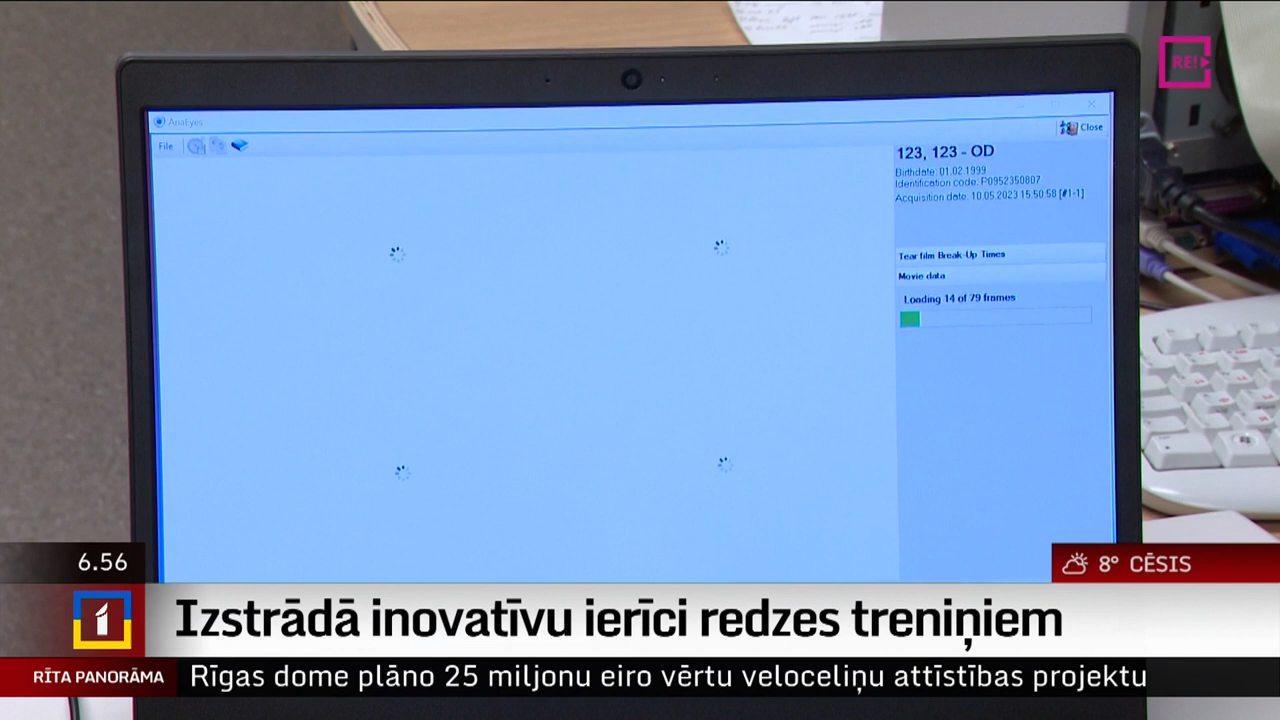 RE!
AnaEyes
File
Close
123, 123 - OD
Birthdate: 01.02.1999
Identification code: P0952350807
Acquisition date: 10.05.2023 15:50:58 [#1-1]
Tear film Break-Up Times
Movie data
Loading 14 of 79 frames
6.56
8° CĒSIS
1
Izstrādā inovatīvu ierīci redzes treniņiem
RĪTA PANORĀMA
Rīgas dome plāno 25 miljonu eiro vērtu veloceliņu attīstības projektu